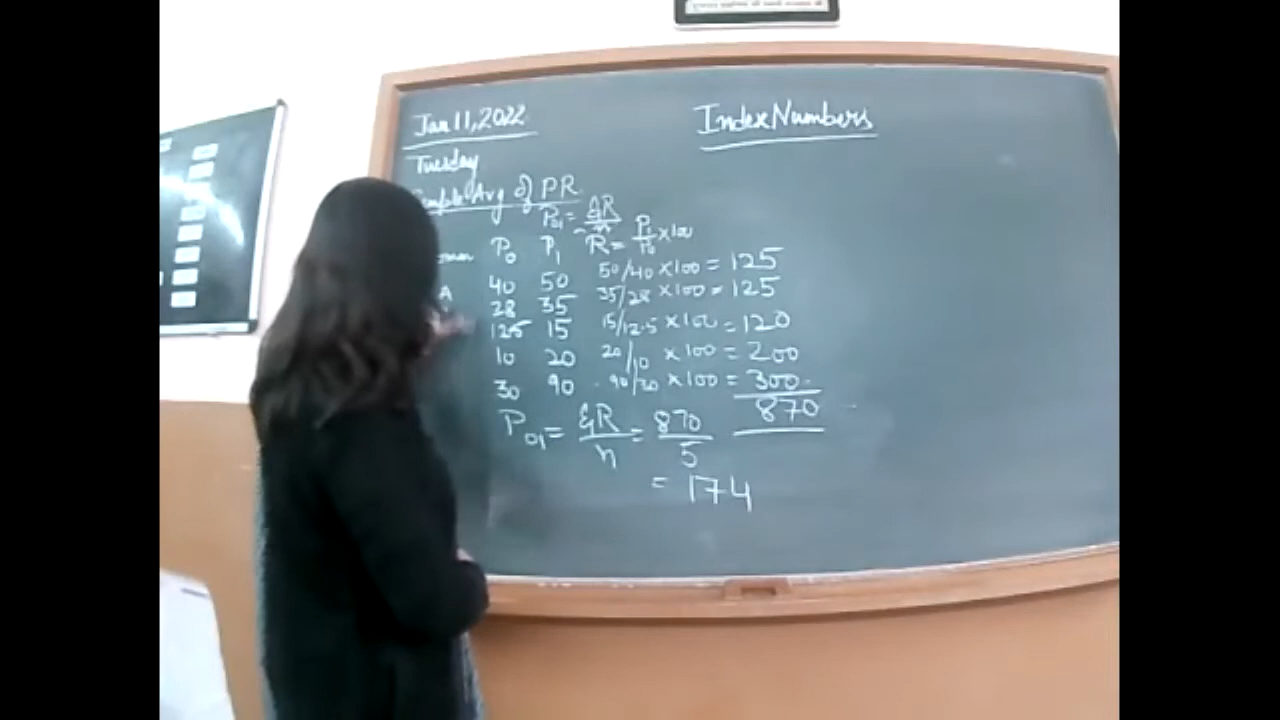 Jan 11, 2022
Index Numbers
Tuesday
Simple Avg of PR
P₀₁ = ΣR/n
P₀ P₁ R = P₁/P₀ × 100
A 40 50 50/40 × 100 = 125
28 35 35/28 × 100 = 125
12.5 15 15/12.5 × 100 = 120
10 20 20/10 × 100 = 200
30 90 90/30 × 100 = 300
870
P₀₁ = ΣR/n = 870/5
= 174